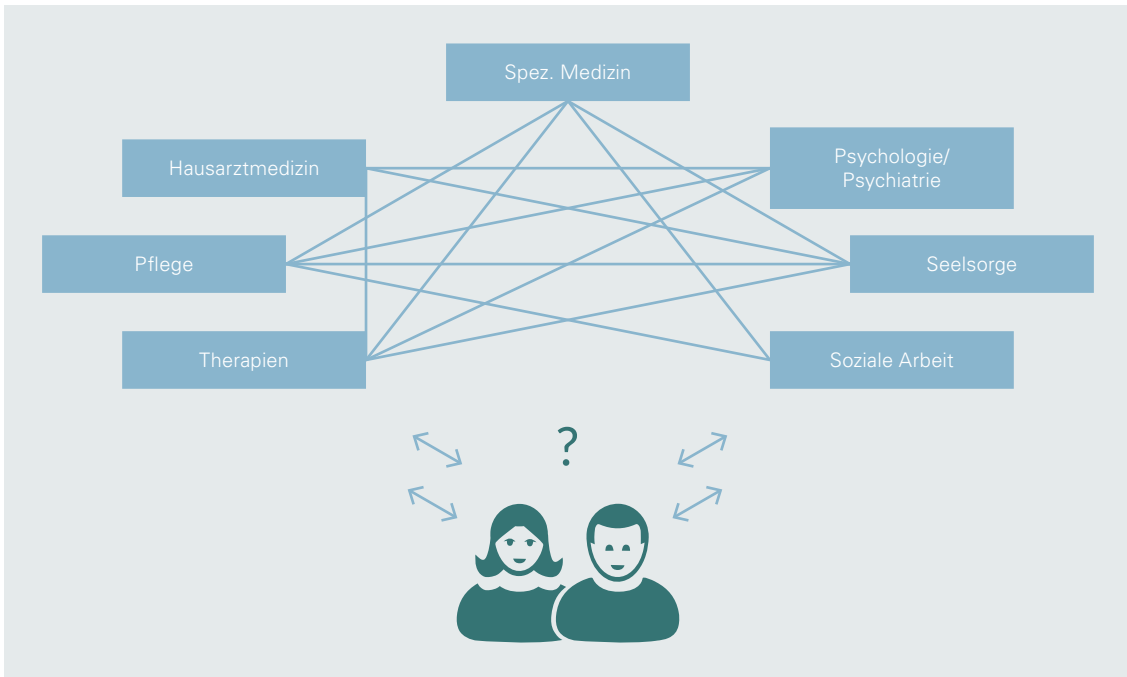 Spez. Medizin
Hausarztmedizin
Psychologie/
Psychiatrie
Pflege
Seelsorge
Therapien
Soziale Arbeit
?